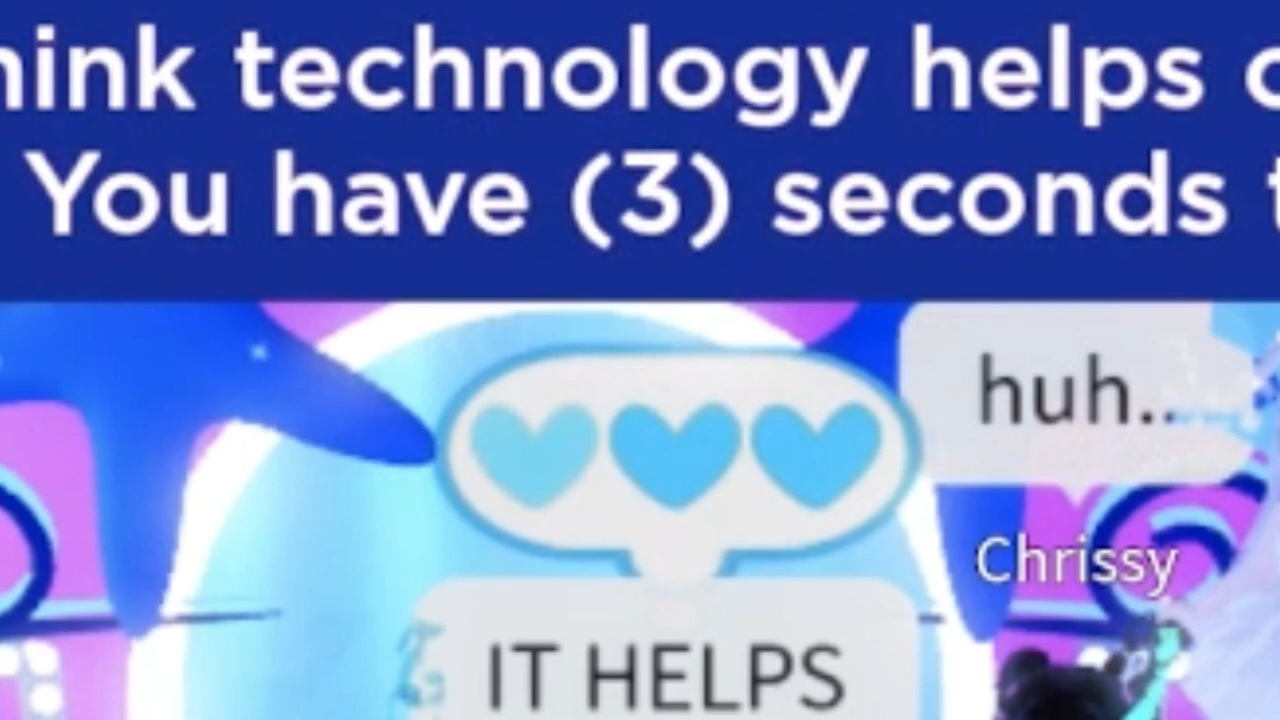 hink technology helps
You have (3) seconds
huh..
Chrissy
IT HELPS